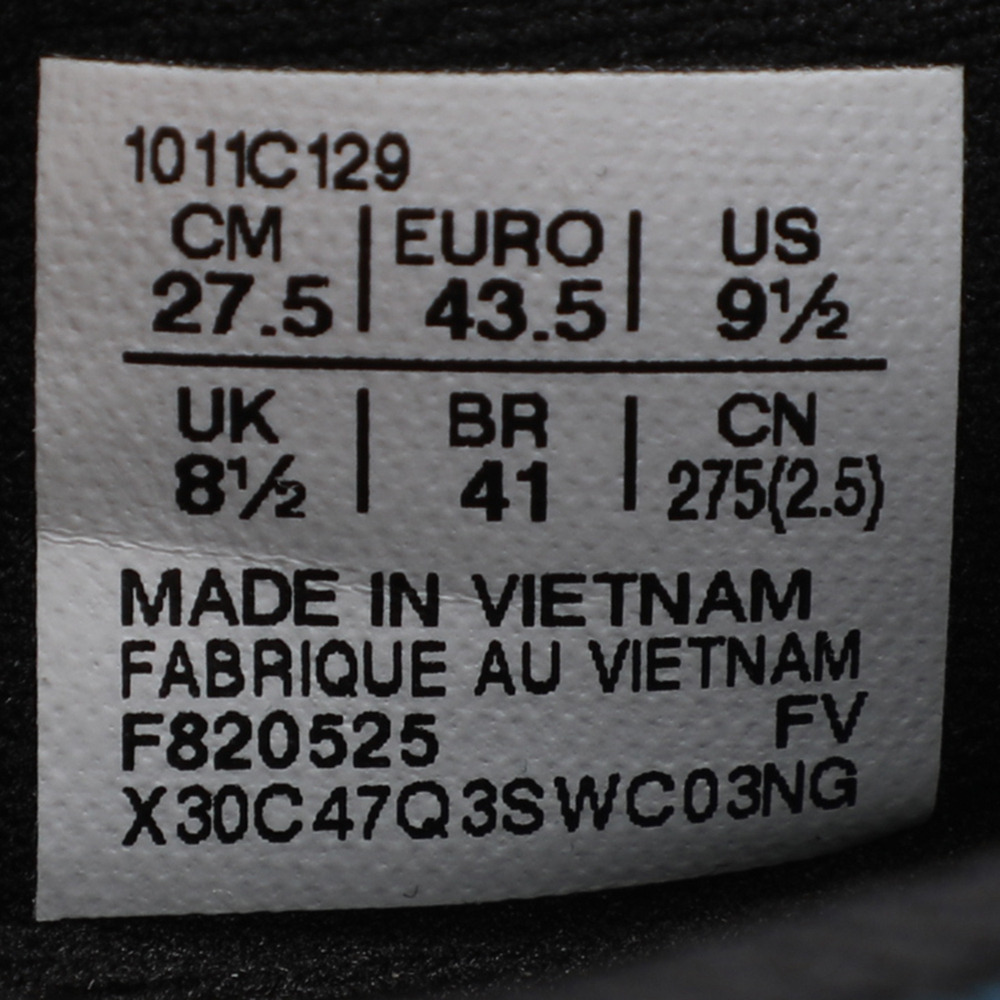 1011C129
CM | EURO | US
27.5 | 43.5 | 9½
UK | BR | CN
8½ | 41 | 275(2.5)
MADE IN VIETNAM
FABRIQUE AU VIETNAM
F820525 FV
X30C47Q3SWC03NG